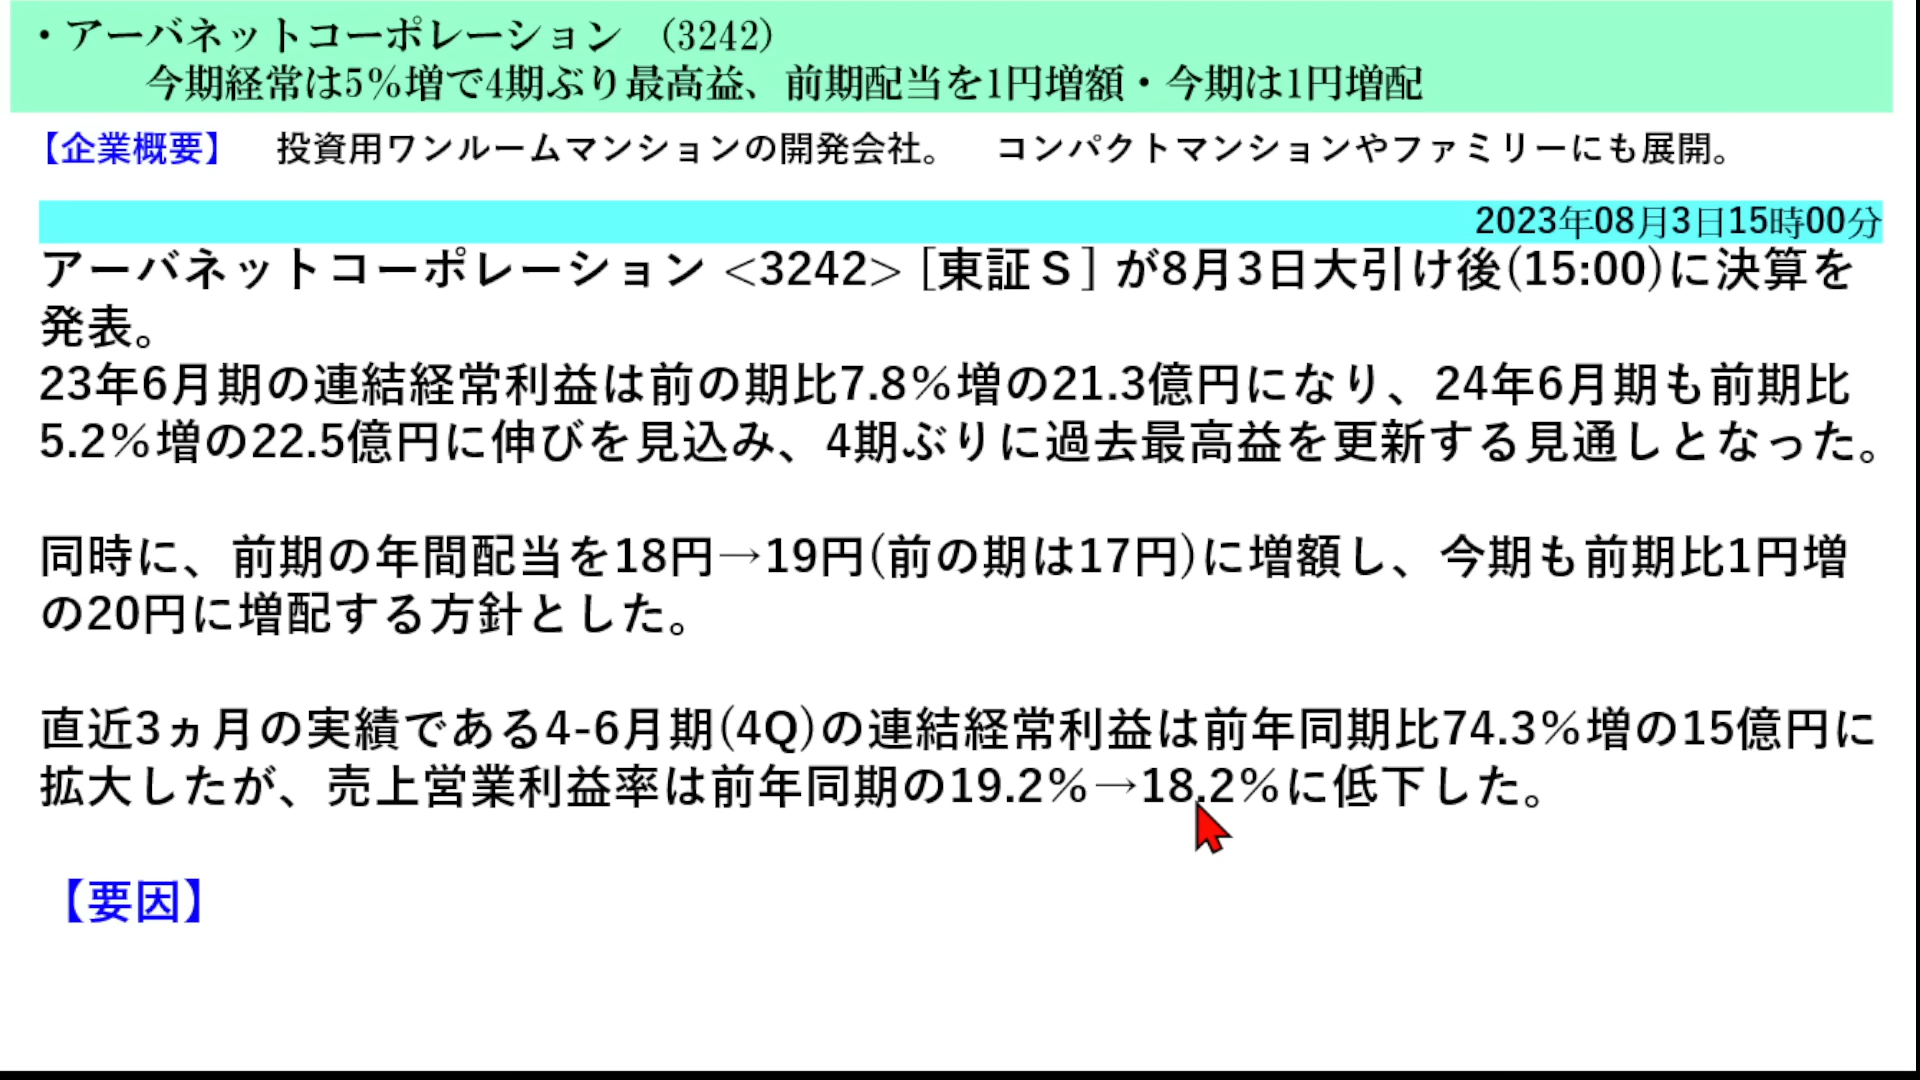 ・アーバネットコーポレーション （3242）
今期経常は5％増で4期ぶり最高益、前期配当を1円増額・今期は1円増配
【企業概要】 投資用ワンルームマンションの開発会社。 コンパクトマンションやファミリーにも展開。
2023年08月3日15時00分
アーバネットコーポレーション <3242> [東証Ｓ] が8月3日大引け後(15:00)に決算を
発表。
23年6月期の連結経常利益は前の期比7.8％増の21.3億円になり、24年6月期も前期比
5.2％増の22.5億円に伸びを見込み、4期ぶりに過去最高益を更新する見通しとなった。
同時に、前期の年間配当を18円→19円(前の期は17円)に増額し、今期も前期比1円増
の20円に増配する方針とした。
直近3ヵ月の実績である4-6月期(4Q)の連結経常利益は前年同期比74.3％増の15億円に
拡大したが、売上営業利益率は前年同期の19.2％→18.2％に低下した。
【要因】